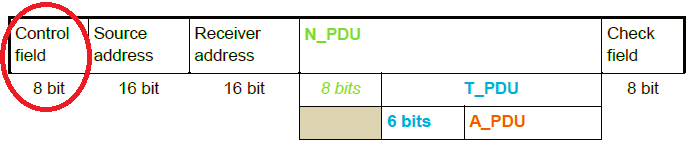 Control field Source address Receiver address N_PDU Check field
8 bit 16 bit 16 bit 8 bits T_PDU 8 bit
6 bits A_PDU